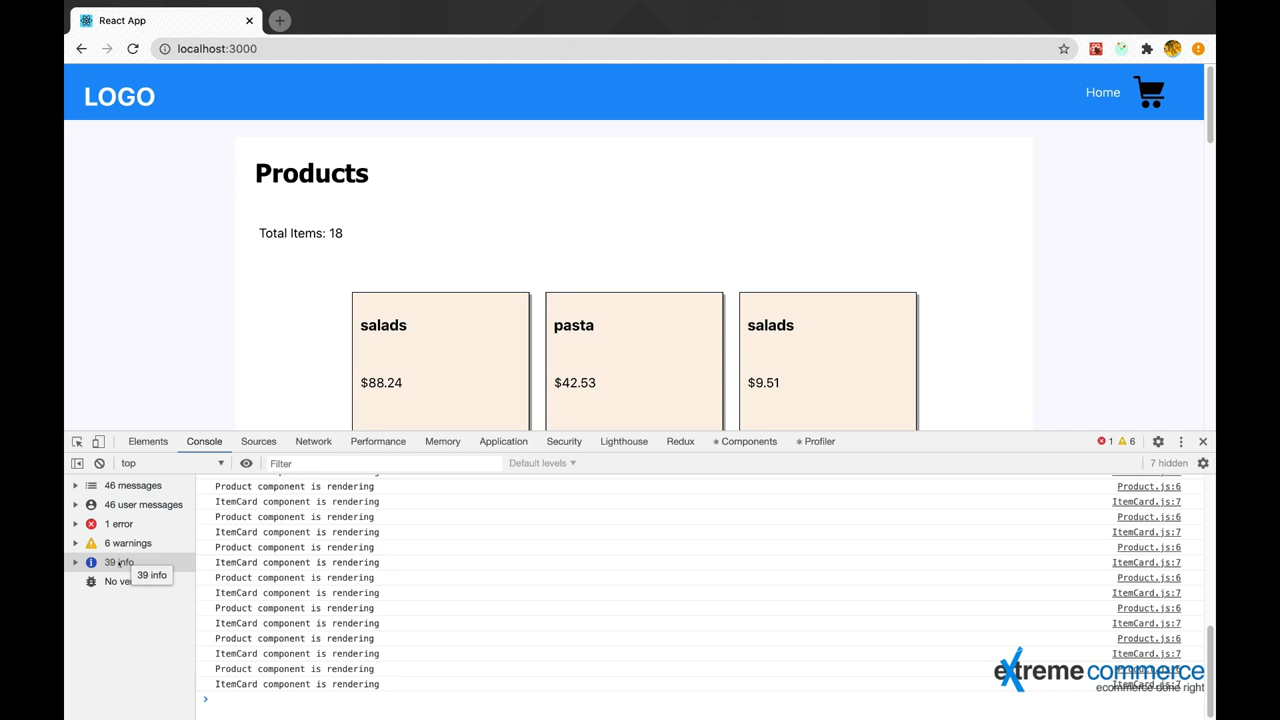 React App
localhost:3000
LOGO
Home
Products
Total Items: 18
salads
pasta
salads
$88.24
$42.53
$9.51
Elements Console Sources Network Performance Memory Application Security Lighthouse Redux Components Profiler 1 6
top Filter Default levels 7 hidden
46 messages
46 user messages
1 error
6 warnings
39 info
39 info
No ve
Product component is rendering Product.js:6
ItemCard component is rendering ItemCard.js:7
Product component is rendering Product.js:6
ItemCard component is rendering ItemCard.js:7
Product component is rendering Product.js:6
ItemCard component is rendering ItemCard.js:7
Product component is rendering Product.js:6
ItemCard component is rendering ItemCard.js:7
Product component is rendering Product.js:6
ItemCard component is rendering ItemCard.js:7
Product component is rendering Product.js:6
ItemCard component is rendering ItemCard.js:7
Product component is rendering
ItemCard component is rendering ItemCard.js:7
extreme commerce
ecommerce done right